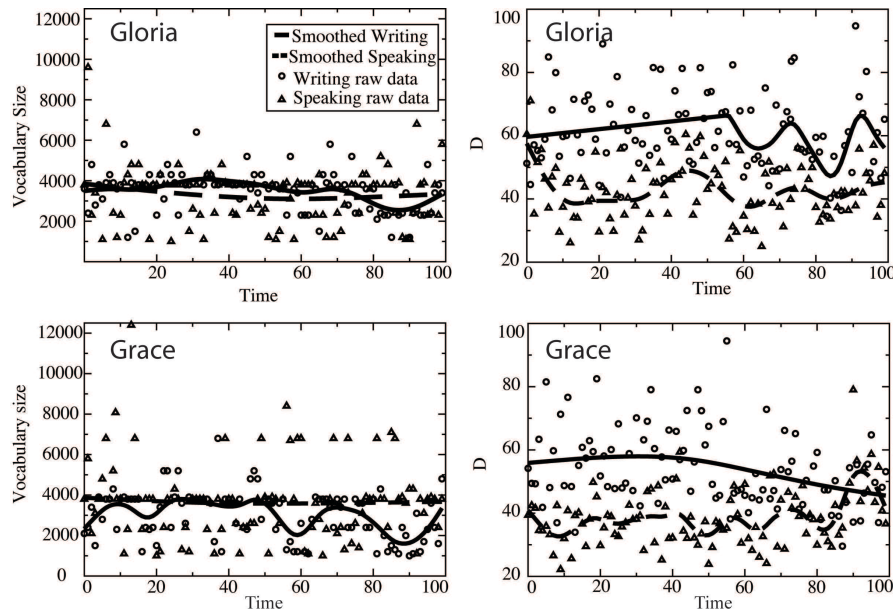 Gloria
Smoothed Writing
Smoothed Speaking
Writing raw data
Speaking raw data
Vocabulary Size
12000
10000
8000
6000
4000
2000
20
40
60
80
100
Time
Gloria
D
100
80
60
40
20
0
20
40
60
80
100
Time
Grace
Vocabulary size
12000
10000
8000
6000
4000
2000
0
0
20
40
60
80
100
Time
Grace
D
100
80
60
40
20
0
20
40
60
80
100
Time